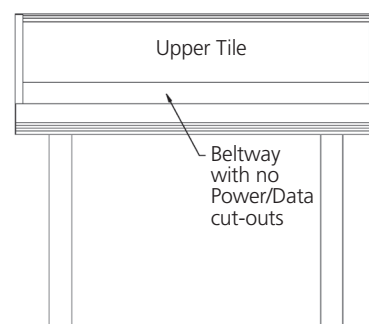 Upper Tile
Beltway
with no
Power/Data
cut-outs